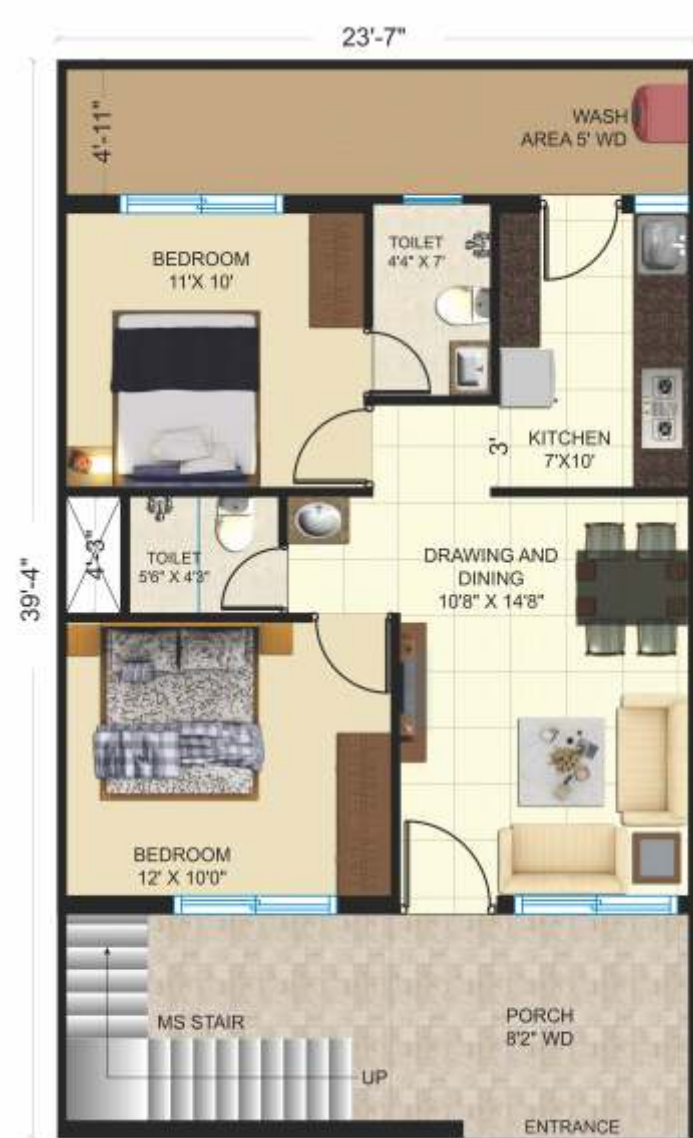 23'-7"
4'-11"
WASH
AREA 5' WD
BEDROOM
11'X 10'
TOILET
4'4" X 7'
3'
KITCHEN
7'X10'
39'-4"
4'-3"
TOILET
5'6" X 4'3"
DRAWING AND
DINING
10'8" X 14'8"
BEDROOM
12' X 10'0"
MS STAIR
PORCH
8'2" WD
UP
ENTRANCE